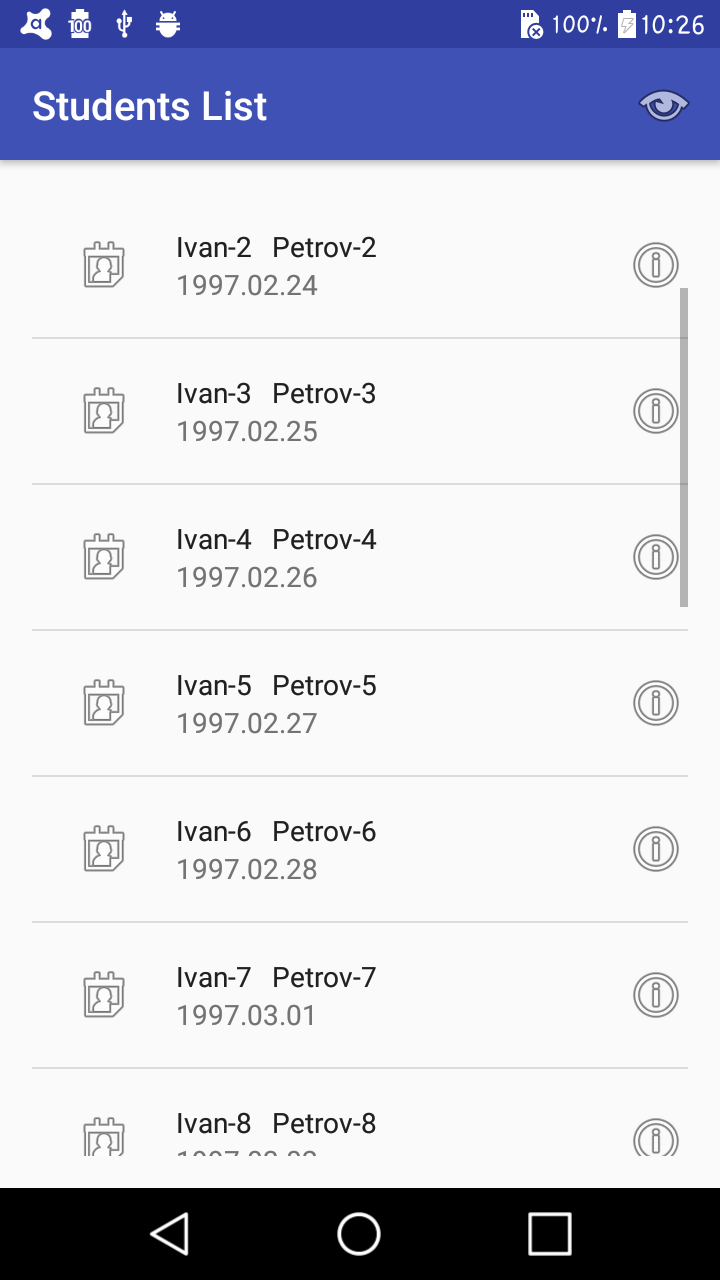 100 100% 10:26
Students List
Ivan-2 Petrov-2
1997.02.24
Ivan-3 Petrov-3
1997.02.25
Ivan-4 Petrov-4
1997.02.26
Ivan-5 Petrov-5
1997.02.27
Ivan-6 Petrov-6
1997.02.28
Ivan-7 Petrov-7
1997.03.01
Ivan-8 Petrov-8